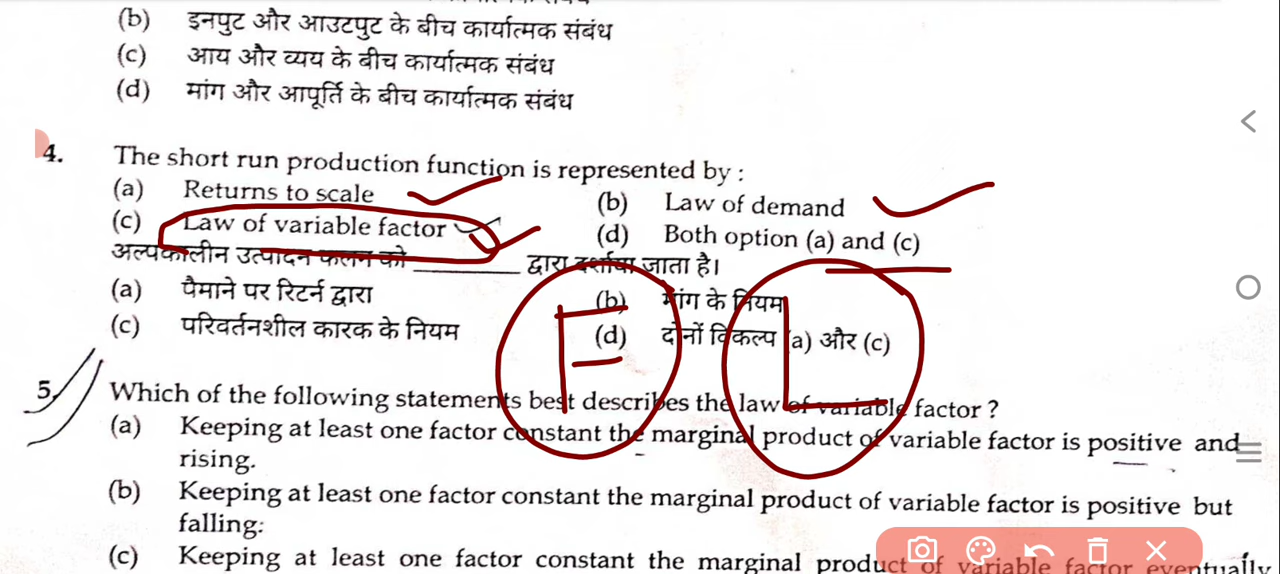 (b) इनपुट और आउटपुट के बीच कार्यात्मक संबंध
(c) आय और व्यय के बीच कार्यात्मक संबंध
(d) मांग और आपूर्ति के बीच कार्यात्मक संबंध
4. The short run production function is represented by :
(a) Returns to scale (b) Law of demand
(c) Law of variable factor (d) Both option (a) and (c)
अल्पकालीन उत्पादन कलन को ________ द्वारा दर्शाया जाता है।
(a) पैमाने पर रिटर्न द्वारा (b) मांग के नियम
(c) परिवर्तनशील कारक के नियम (d) दोनों विकल्प (a) और (c)
F L
5. Which of the following statements best describes the law of variable factor ?
(a) Keeping at least one factor constant the marginal product of variable factor is positive and
rising.
(b) Keeping at least one factor constant the marginal product of variable factor is positive but
falling:
(c) Keeping at least one factor constant the marginal product of variable factor eventually